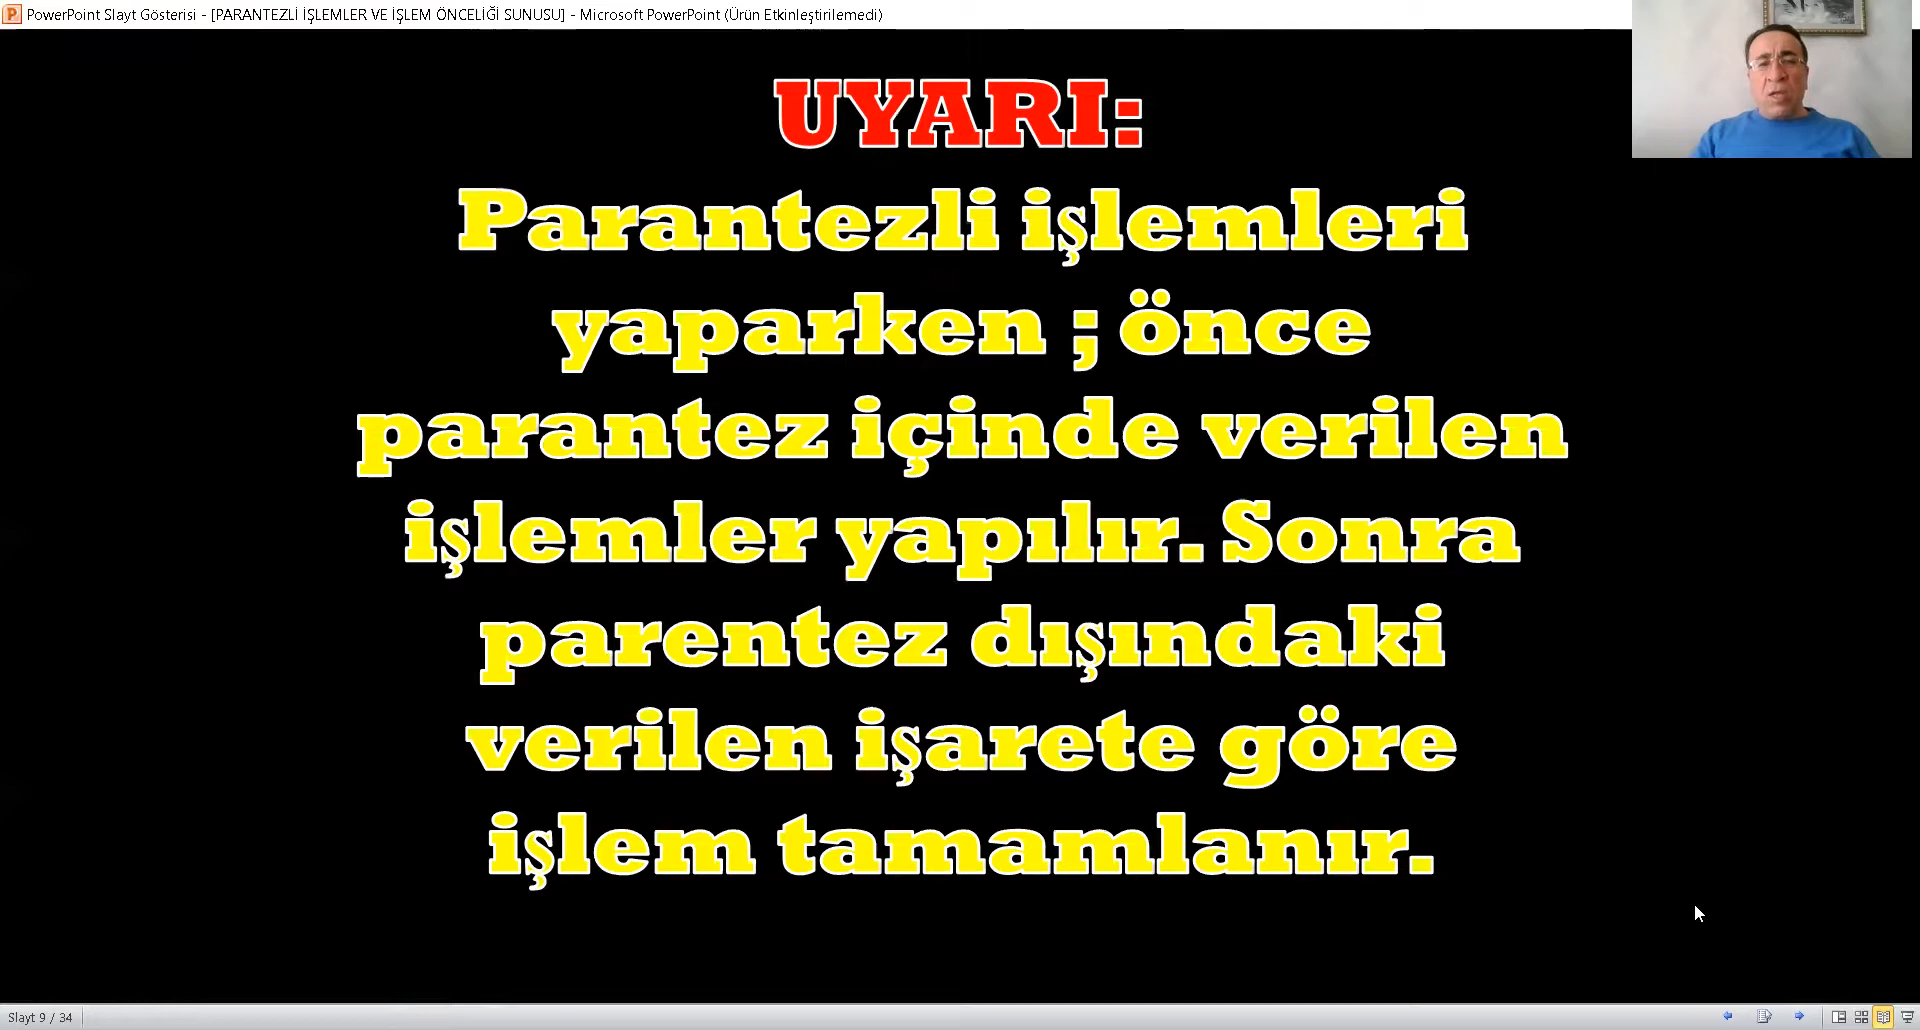 PowerPoint Slayt Gösterisi - [PARANTEZLİ İŞLEMLER VE İŞLEM ÖNCELİĞİ SUNUSU] - Microsoft PowerPoint (Ürün Etkinleştirilemedi)
UYARI:
Parantezli işlemleri
yaparken ; önce
parantez içinde verilen
işlemler yapılır. Sonra
parentez dışındaki
verilen işarete göre
işlem tamamlanır.
Slayt 9 / 34